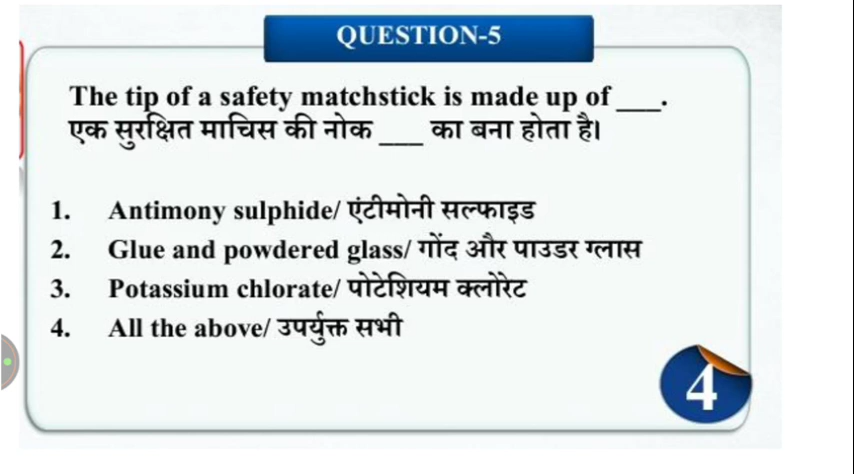 QUESTION-5
The tip of a safety matchstick is made up of ___.
एक सुरक्षित माचिस की नोक ___ का बना होता है।
1. Antimony sulphide/ एंटीमोनी सल्फाइड
2. Glue and powdered glass/ गोंद और पाउडर ग्लास
3. Potassium chlorate/ पोटेशियम क्लोरेट
4. All the above/ उपर्युक्त सभी
4